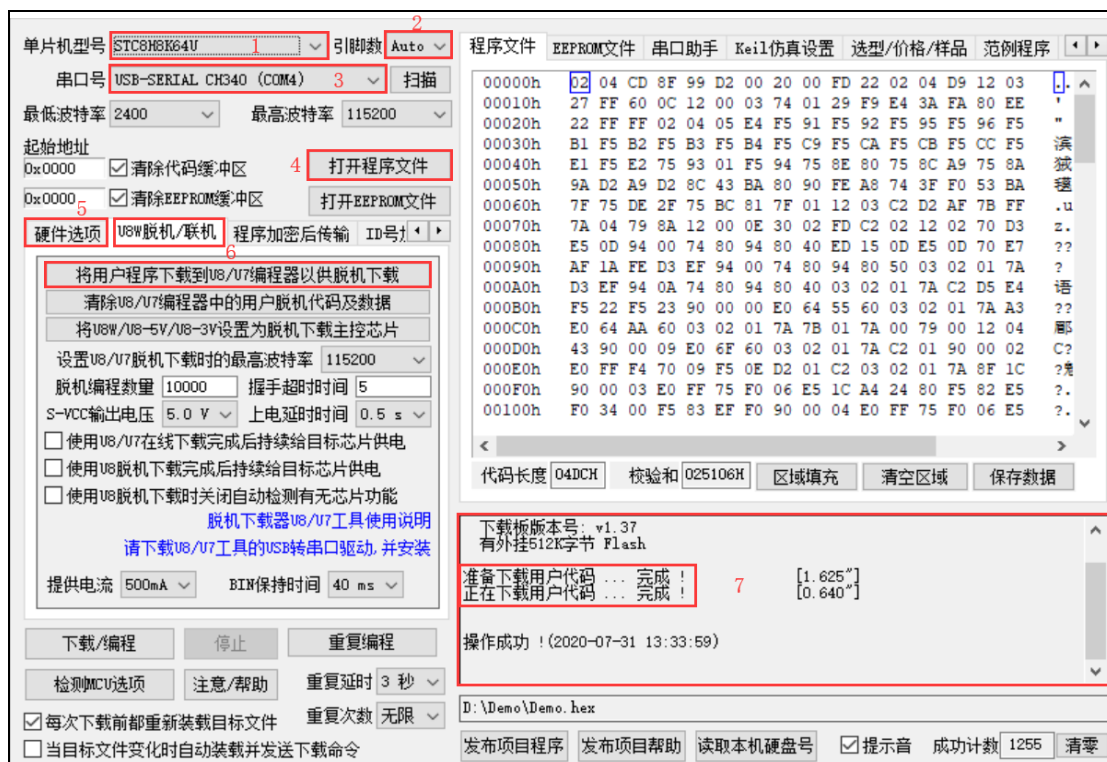 单片机型号 STC8H8K64U 1 引脚数 Auto 2
串口号 USB-SERIAL CH340 (COM4) 3 扫描
最低波特率 2400 最高波特率 115200
起始地址
0x0000 清除代码缓冲区 4 打开程序文件
0x0000 清除EEPROM缓冲区 打开EEPROM文件
5
硬件选项 U8W脱机/联机 程序加密后传输 ID号
6
将用户程序下载到U8/U7编程器以供脱机下载
清除U8/U7编程器中的用户脱机代码及数据
将U8W/U8-5V/U8-3V设置为脱机下载主控芯片
设置U8/U7脱机下载时的最高波特率 115200
脱机编程数量 10000 握手超时时间 5
S-VCC输出电压 5.0 V 上电延时时间 0.5 s
使用U8/U7在线下载完成后持续给目标芯片供电
使用U8脱机下载完成后持续给目标芯片供电
使用U8脱机下载时关闭自动检测有无芯片功能
脱机下载器U8/U7工具使用说明
请下载U8/U7工具的USB转串口驱动,并安装
提供电流 500mA BIN保持时间 40 ms
下载/编程 停止 重复编程
检测MCU选项 注意/帮助 重复延时 3 秒
每次下载前都重新装载目标文件 重复次数 无限
当目标文件变化时自动装载并发送下载命令
程序文件 EEPROM文件 串口助手 Keil仿真设置 选型/价格/样品 范例程序
00000h 02 04 CD 8F 99 D2 00 20 00 FD 22 02 04 D9 12 03 ..
00010h 27 FF 60 0C 12 00 03 74 01 29 F9 E4 3A FA 80 EE '
00020h 22 FF FF 02 04 05 E4 F5 91 F5 92 F5 95 F5 96 F5 "
00030h B1 F5 B2 F5 B3 F5 B4 F5 C9 F5 CA F5 CB F5 CC F5 滨
00040h E1 F5 E2 75 93 01 F5 94 75 8E 80 75 8C A9 75 8A
00050h 9A D2 A9 D2 8C 43 BA 80 90 FE A8 74 3F F0 53 BA
00060h 7F 75 DE 2F 75 BC 81 7F 01 12 03 C2 D2 AF 7B FF .u
00070h 7A 04 79 8A 12 00 0E 30 02 FD C2 02 12 02 70 D3 z.
00080h E5 0D 94 00 74 80 94 80 40 ED 15 0D E5 0D 70 E7 ??
00090h AF 1A FE D3 EF 94 00 74 80 94 80 50 03 02 01 7A ?
000A0h D3 EF 94 0A 74 80 94 80 40 03 02 01 7A C2 D5 E4 语
000B0h F5 22 F5 23 90 00 00 E0 64 55 60 03 02 01 7A A3 ??
000C0h E0 64 AA 60 03 02 01 7A 7B 01 7A 00 79 00 12 04 郿
000D0h 43 90 00 09 E0 6F 60 03 02 01 7A C2 01 90 00 02 C?
000E0h E0 FF F4 70 09 F5 0E D2 01 C2 03 02 01 7A 8F 1C
000F0h 90 00 03 E0 FF 75 F0 06 E5 1C A4 24 80 F5 82 E5 ?.
00100h F0 34 00 F5 83 EF F0 90 00 04 E0 FF 75 F0 06 E5 ?.
代码长度 04DCH 校验和 025106H 区域填充 清空区域 保存数据
下载板版本号: v1.37
有外挂512K字节 Flash
准备下载用户代码 ... 完成 ! [1.625"]
正在下载用户代码 ... 完成 ! [0.640"]
7
操作成功 !(2020-07-31 13:33:59)
D:\Demo\Demo.hex
发布项目程序 发布项目帮助 读取本机硬盘号 提示音 成功计数 1255 清零